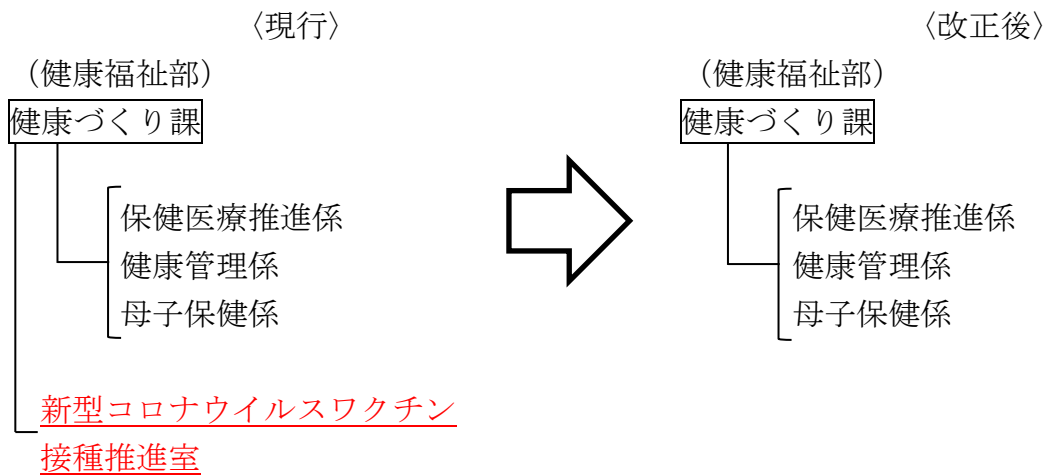 〈現行〉
(健康福祉部)
健康づくり課
保健医療推進係
健康管理係
母子保健係
新型コロナウイルスワクチン
接種推進室
〈改正後〉
(健康福祉部)
健康づくり課
保健医療推進係
健康管理係
母子保健係